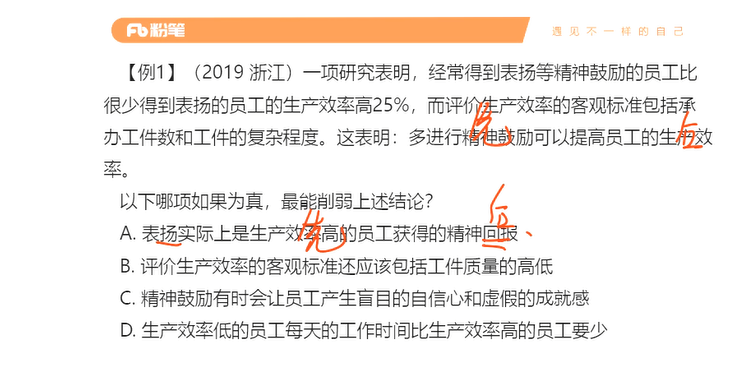 Fb粉笔
遇见不一样的自己
【例1】（2019 浙江）一项研究表明，经常得到表扬等精神鼓励的员工比
很少得到表扬的员工的生产效率高25%，而评价生产效率的客观标准包括承
办工件数和工件的复杂程度。这表明：多进行精神鼓励可以提高员工的生产效
率。
先
后
以下哪项如果为真，最能削弱上述结论？
A. 表扬实际上是生产效率高的员工获得的精神回报
先
后
B. 评价生产效率的客观标准还应该包括工件质量的高低
C. 精神鼓励有时会让员工产生盲目的自信心和虚假的成就感
D. 生产效率低的员工每天的工作时间比生产效率高的员工要少